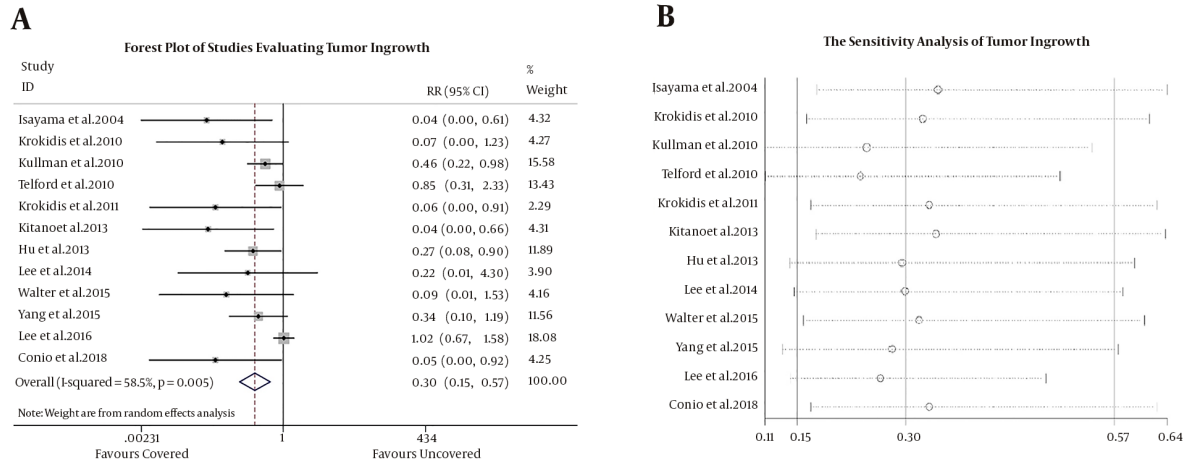 A
Forest Plot of Studies Evaluating Tumor Ingrowth
Study
ID
RR (95% CI)
%
Weight
Isayama et al.2004 0.04 (0.00, 0.61) 4.32
Krokidis et al.2010 0.07 (0.00, 1.23) 4.27
Kullman et al.2010 0.46 (0.22, 0.98) 15.58
Telford et al.2010 0.85 (0.31, 2.33) 13.43
Krokidis et al.2011 0.06 (0.00, 0.91) 2.29
Kitanoet al.2013 0.04 (0.00, 0.66) 4.31
Hu et al.2013 0.27 (0.08, 0.90) 11.89
Lee et al.2014 0.22 (0.01, 4.30) 3.90
Walter et al.2015 0.09 (0.01, 1.53) 4.16
Yang et al.2015 0.34 (0.10, 1.19) 11.56
Lee et al.2016 1.02 (0.67, 1.58) 18.08
Conio et al.2018 0.05 (0.00, 0.92) 4.25
Overall (I-squared = 58.5%, p = 0.005) 0.30 (0.15, 0.57) 100.00
Note: Weight are from random effects analysis
.00231 1 434
Favours Covered Favours Uncovered
B
The Sensitivity Analysis of Tumor Ingrowth
Isayama et al.2004
Krokidis et al.2010
Kullman et al.2010
Telford et al.2010
Krokidis et al.2011
Kitanoet al.2013
Hu et al.2013
Lee et al.2014
Walter et al.2015
Yang et al.2015
Lee et al.2016
Conio et al.2018
0.11 0.15 0.30 0.57 0.64